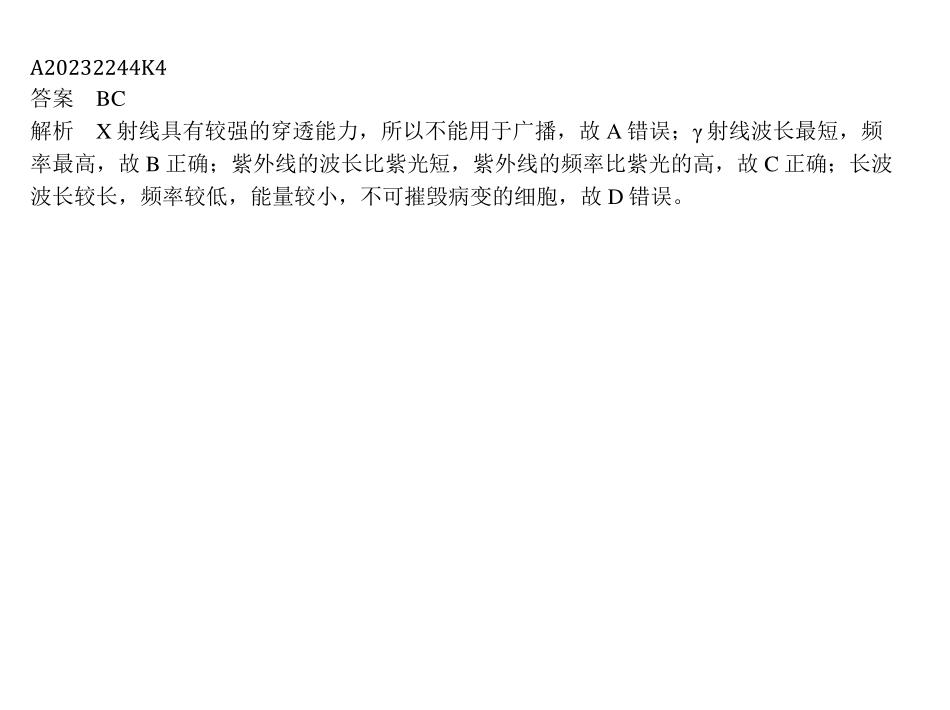 A20232244K4
答案　BC
解析　X 射线具有较强的穿透能力，所以不能用于广播，故 A 错误；γ 射线波长最短，频
率最高，故 B 正确；紫外线的波长比紫光短，紫外线的频率比紫光的高，故 C 正确；长波
波长较长，频率较低，能量较小，不可摧毁病变的细胞，故 D 错误。